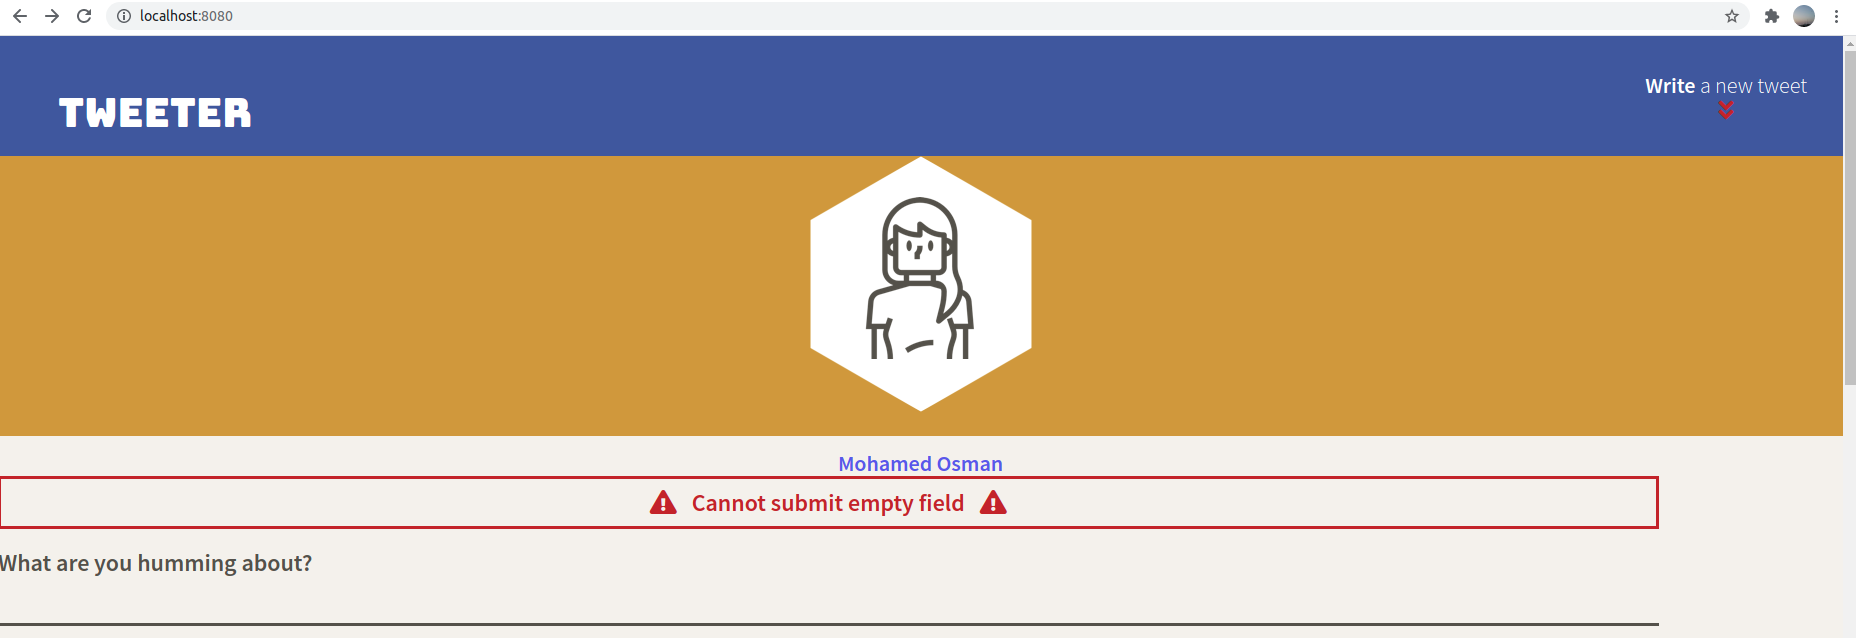 localhost:8080
TWEETER
Write a new tweet
Mohamed Osman
Cannot submit empty field
What are you humming about?